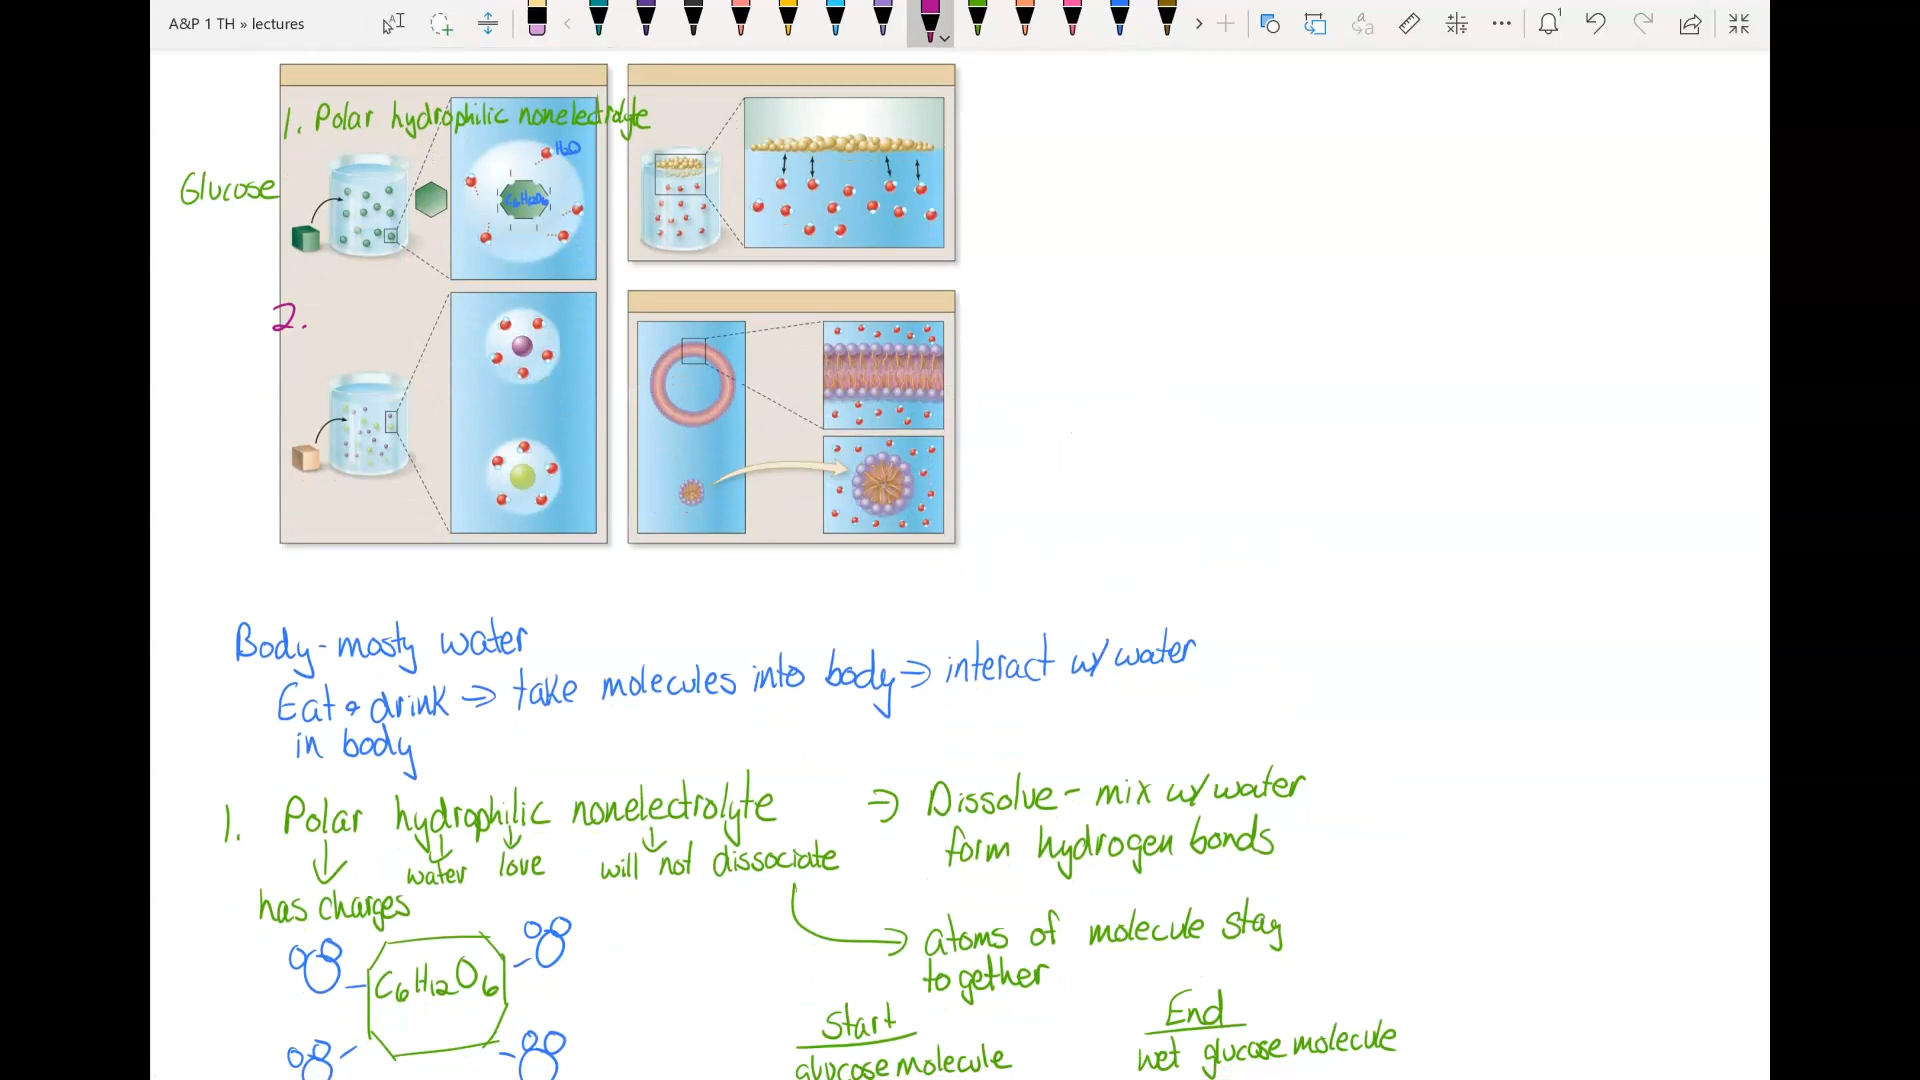 A&P 1 TH » lectures
1. Polar hydrophilic nonelectrolyte
H2O
Glucose
C6H12O6
2.
Body - mosty water
Eat & drink => take molecules into body => interact w/ water
in body
1. Polar hydrophilic nonelectrolyte => Dissolve - mix w/ water
form hydrogen bonds
water love will not dissociate
has charges
atoms of molecule stay
together
C6H12O6
Start End
glucose molecule wet glucose molecule